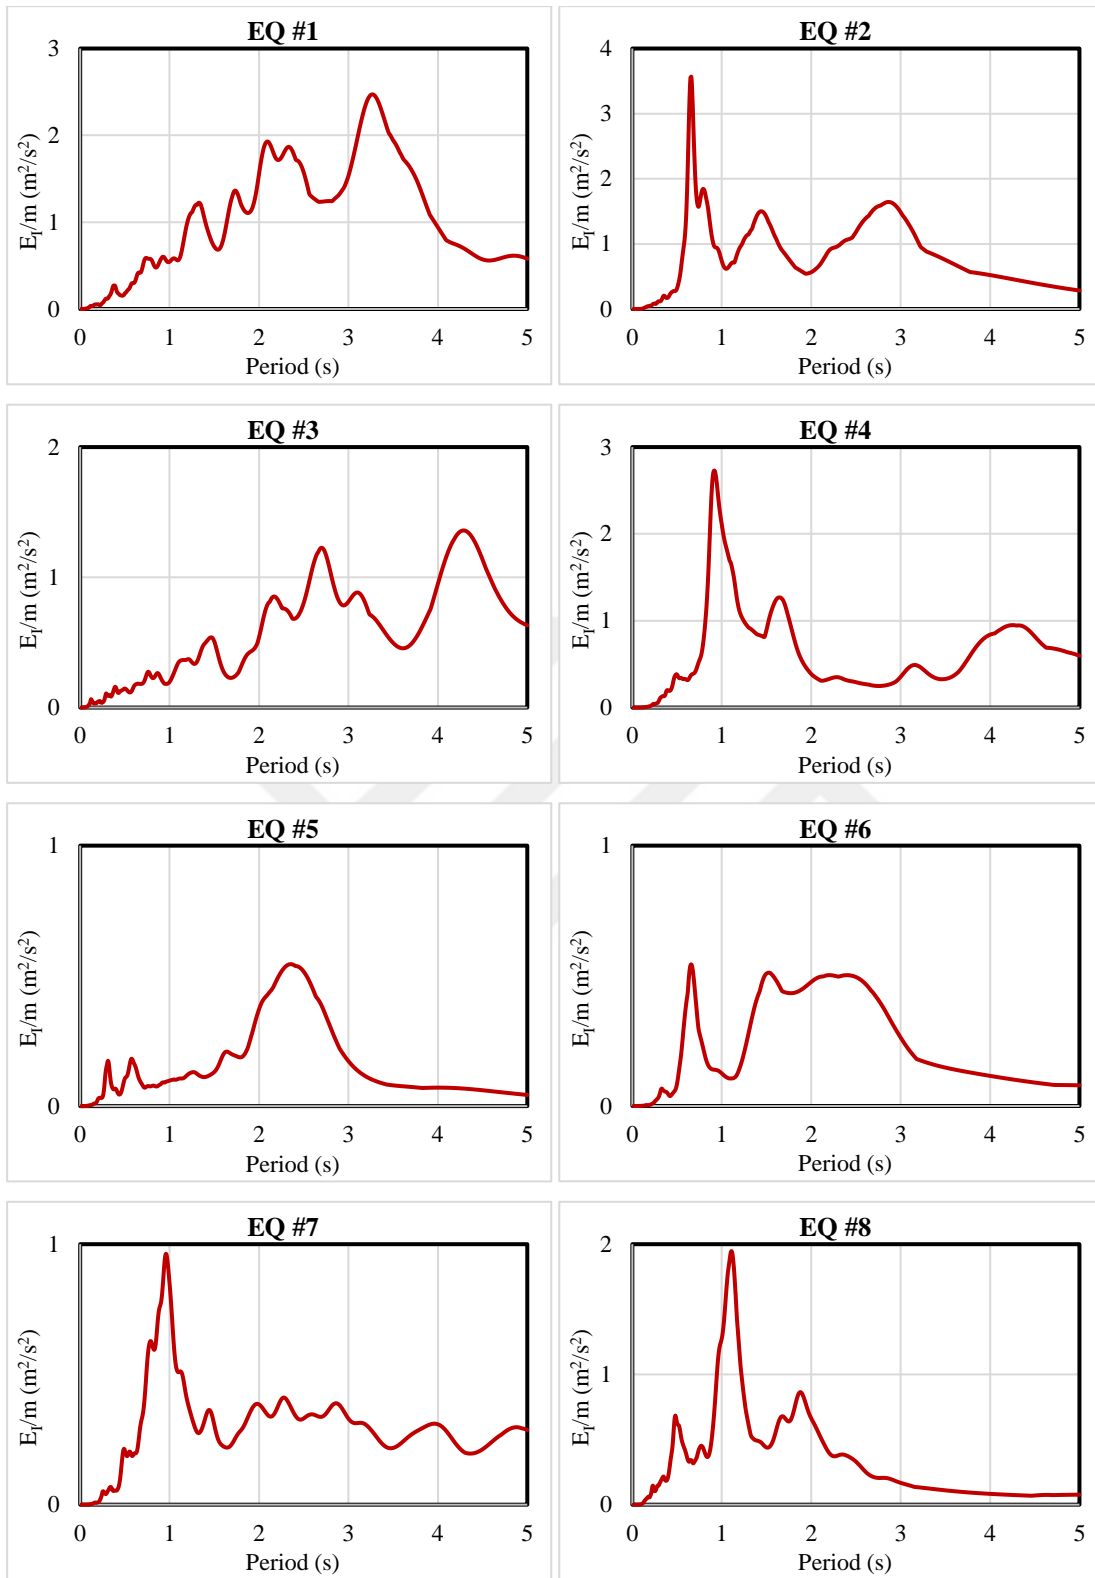 EQ #1
3
2
1
0
E_I/m (m²/s²)
0 1 2 3 4 5
Period (s)
EQ #2
4
3
2
1
0
E_I/m (m²/s²)
0 1 2 3 4 5
Period (s)
EQ #3
2
1
0
E_I/m (m²/s²)
0 1 2 3 4 5
Period (s)
EQ #4
3
2
1
0
E_I/m (m²/s²)
0 1 2 3 4 5
Period (s)
EQ #5
1
0
E_I/m (m²/s²)
0 1 2 3 4 5
Period (s)
EQ #6
1
0
E_I/m (m²/s²)
0 1 2 3 4 5
Period (s)
EQ #7
1
0
E_I/m (m²/s²)
0 1 2 3 4 5
Period (s)
EQ #8
2
1
0
E_I/m (m²/s²)
0 1 2 3 4 5
Period (s)